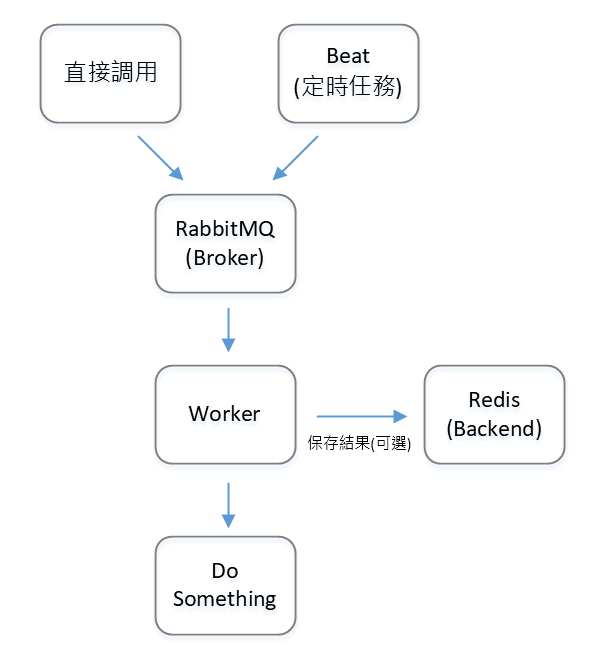 直接調用
Beat
(定時任務)
RabbitMQ
(Broker)
Worker
保存結果(可選)
Redis
(Backend)
Do
Something